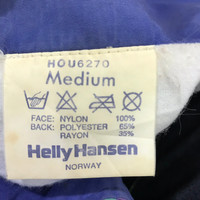 HOU6270
Medium
FACE: NYLON 100%
BACK: POLYESTER 65%
RAYON 35%
Helly Hansen
NORWAY